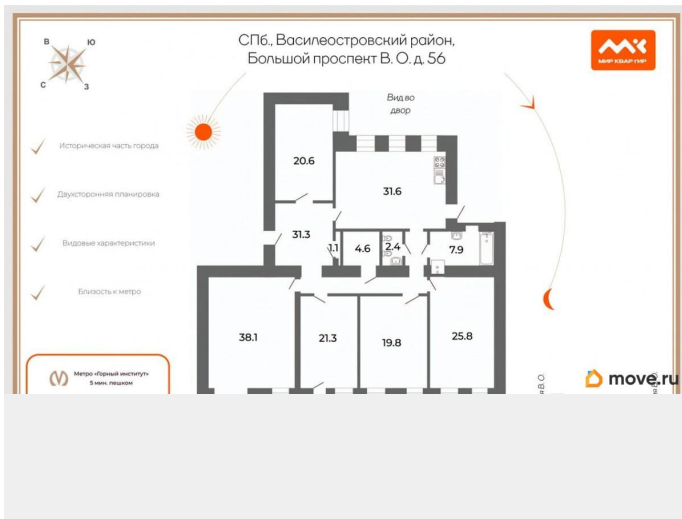 СПб., Василеостровский район,
Большой проспект В. О. д. 56
МИР КВАРТИР
В Ю
С З
Вид во
двор
Историческая часть города
Двухсторонняя планировка
Видовые характеристики
Близость к метро
20.6
31.6
31.3
1.1
4.6
2.4
7.9
38.1
21.3
19.8
25.8
Метро «Горный институт»
5 мин. пешком
move.ru